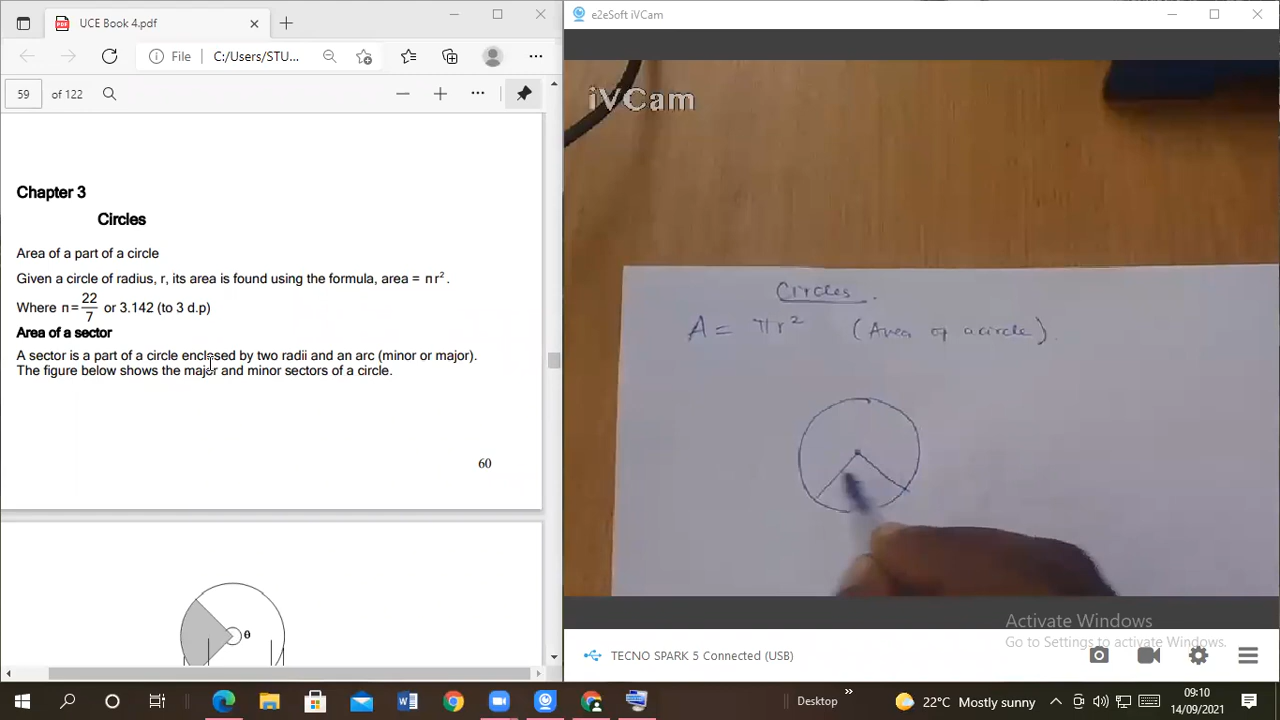 UCE Book 4.pdf
e2eSoft iVCam
File
C:/Users/STU...
59
of 122
iVCam
Chapter 3
Circles
Area of a part of a circle
Given a circle of radius, r, its area is found using the formula, area = πr².
Where π = 22/7 or 3.142 (to 3 d.p)
Area of a sector
A sector is a part of a circle enclosed by two radii and an arc (minor or major).
The figure below shows the major and minor sectors of a circle.
60
θ
Circles.
A = πr² (Area of a circle).
Activate Windows
Go to Settings to activate Windows.
TECNO SPARK 5 Connected (USB)
Desktop
22°C Mostly sunny
09:10
14/09/2021